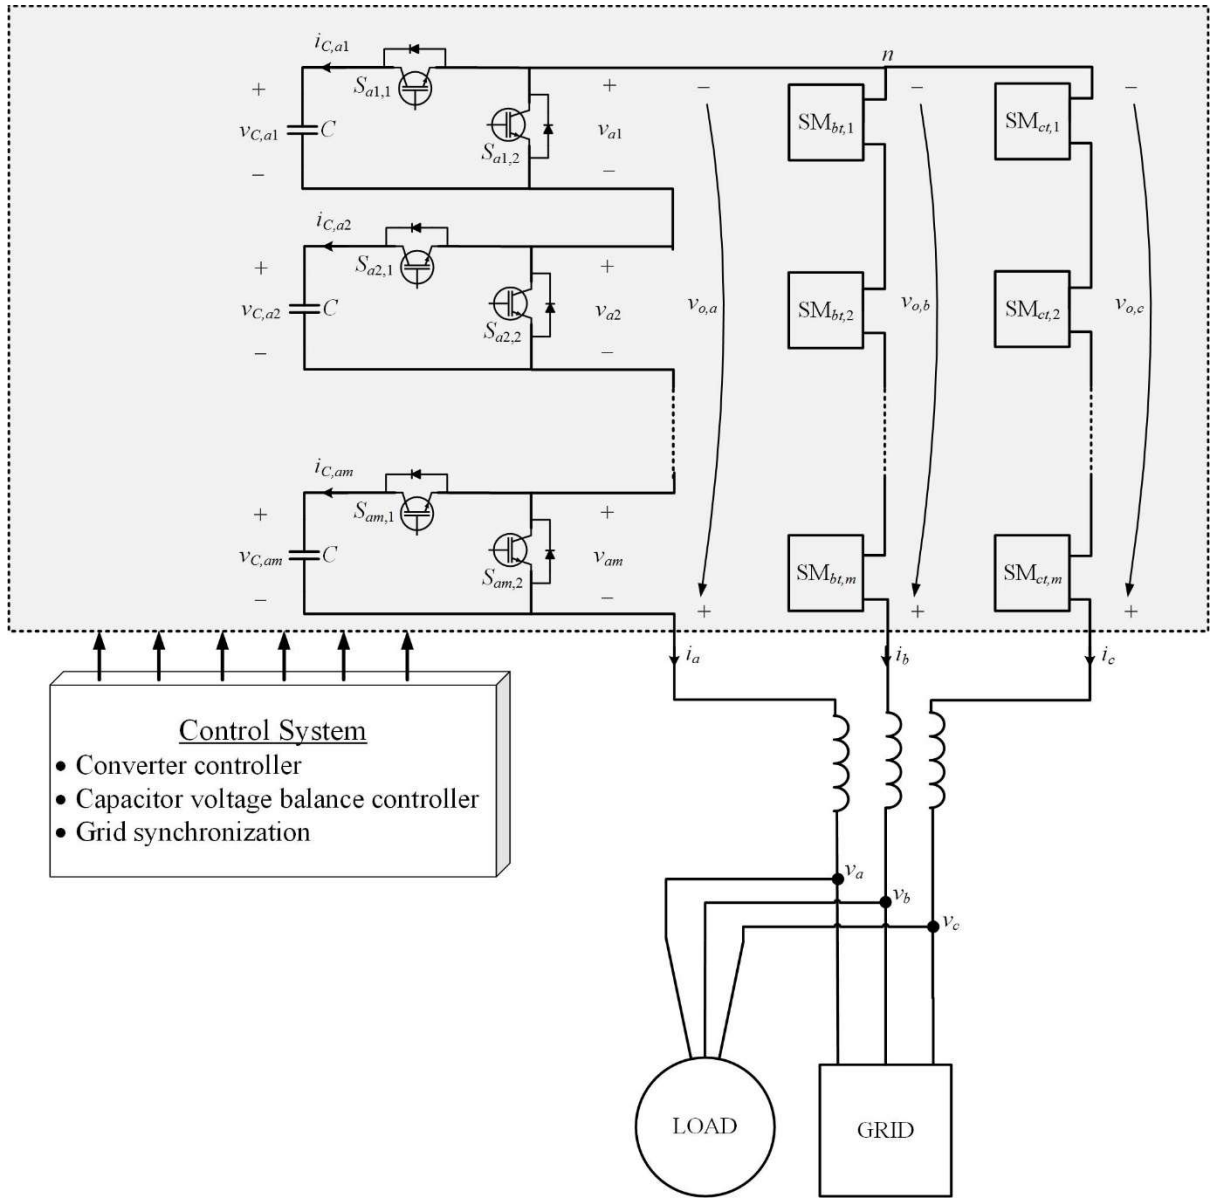 i_{C,a1}
n
S_{a1,1}
+
+
−
−
−
v_{C,a1}
C
S_{a1,2}
v_{a1}
SM_{bt,1}
SM_{ct,1}
−
−
i_{C,a2}
S_{a2,1}
+
+
v_{C,a2}
C
S_{a2,2}
v_{a2}
v_{o,a}
SM_{bt,2}
v_{o,b}
SM_{ct,2}
v_{o,c}
−
−
i_{C,am}
S_{am,1}
+
+
v_{C,am}
C
S_{am,2}
v_{am}
SM_{bt,m}
SM_{ct,m}
−
−
+
+
+
i_a
i_b
i_c
Control System
• Converter controller
• Capacitor voltage balance controller
• Grid synchronization
v_a
v_b
v_c
LOAD
GRID